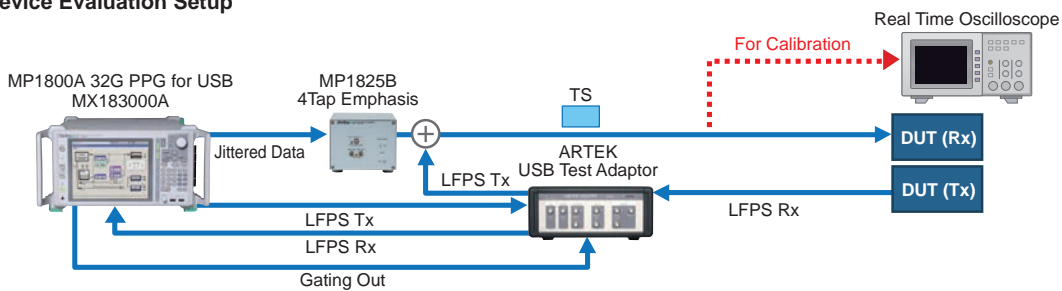 evice Evaluation Setup
Real Time Oscilloscope
For Calibration
MP1800A 32G PPG for USB
MX183000A
MP1825B
4Tap Emphasis
TS
Jittered Data
DUT (Rx)
ARTEK
USB Test Adaptor
LFPS Tx
DUT (Tx)
LFPS Rx
LFPS Tx
LFPS Rx
Gating Out